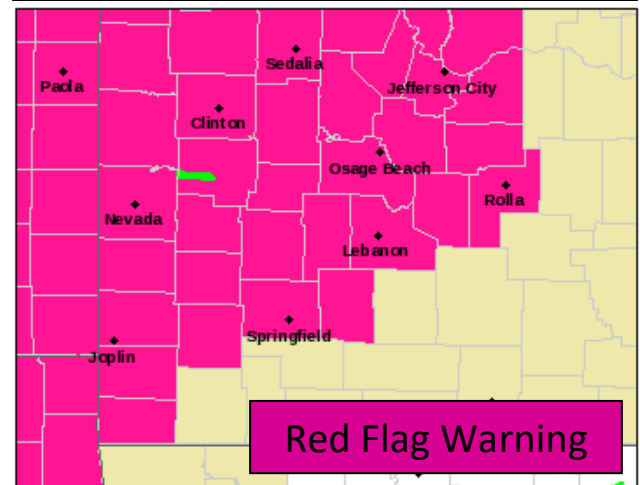 Sedalia
Paola
Jefferson City
Clinton
Osage Beach
Rolla
Nevada
Lebanon
Springfield
Joplin
Red Flag Warning